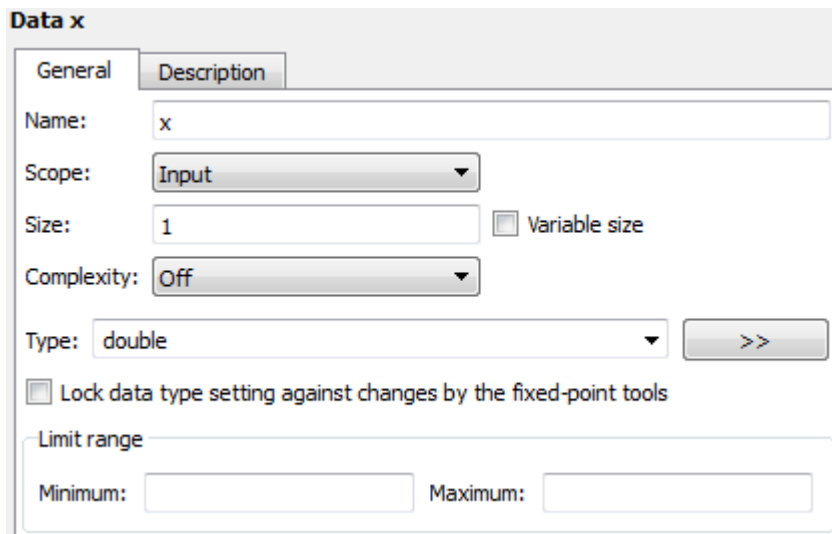 Data x
General Description
Name: x
Scope: Input
Size: 1 Variable size
Complexity: Off
Type: double >>
Lock data type setting against changes by the fixed-point tools
Limit range
Minimum: Maximum: